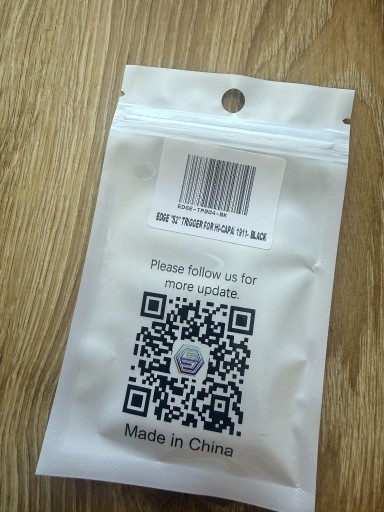 EDGE-TP004-BK
EDGE "S2" TRIGGER FOR HI-CAPA/ 1911- BLACK
Please follow us for
more update.
Made in China